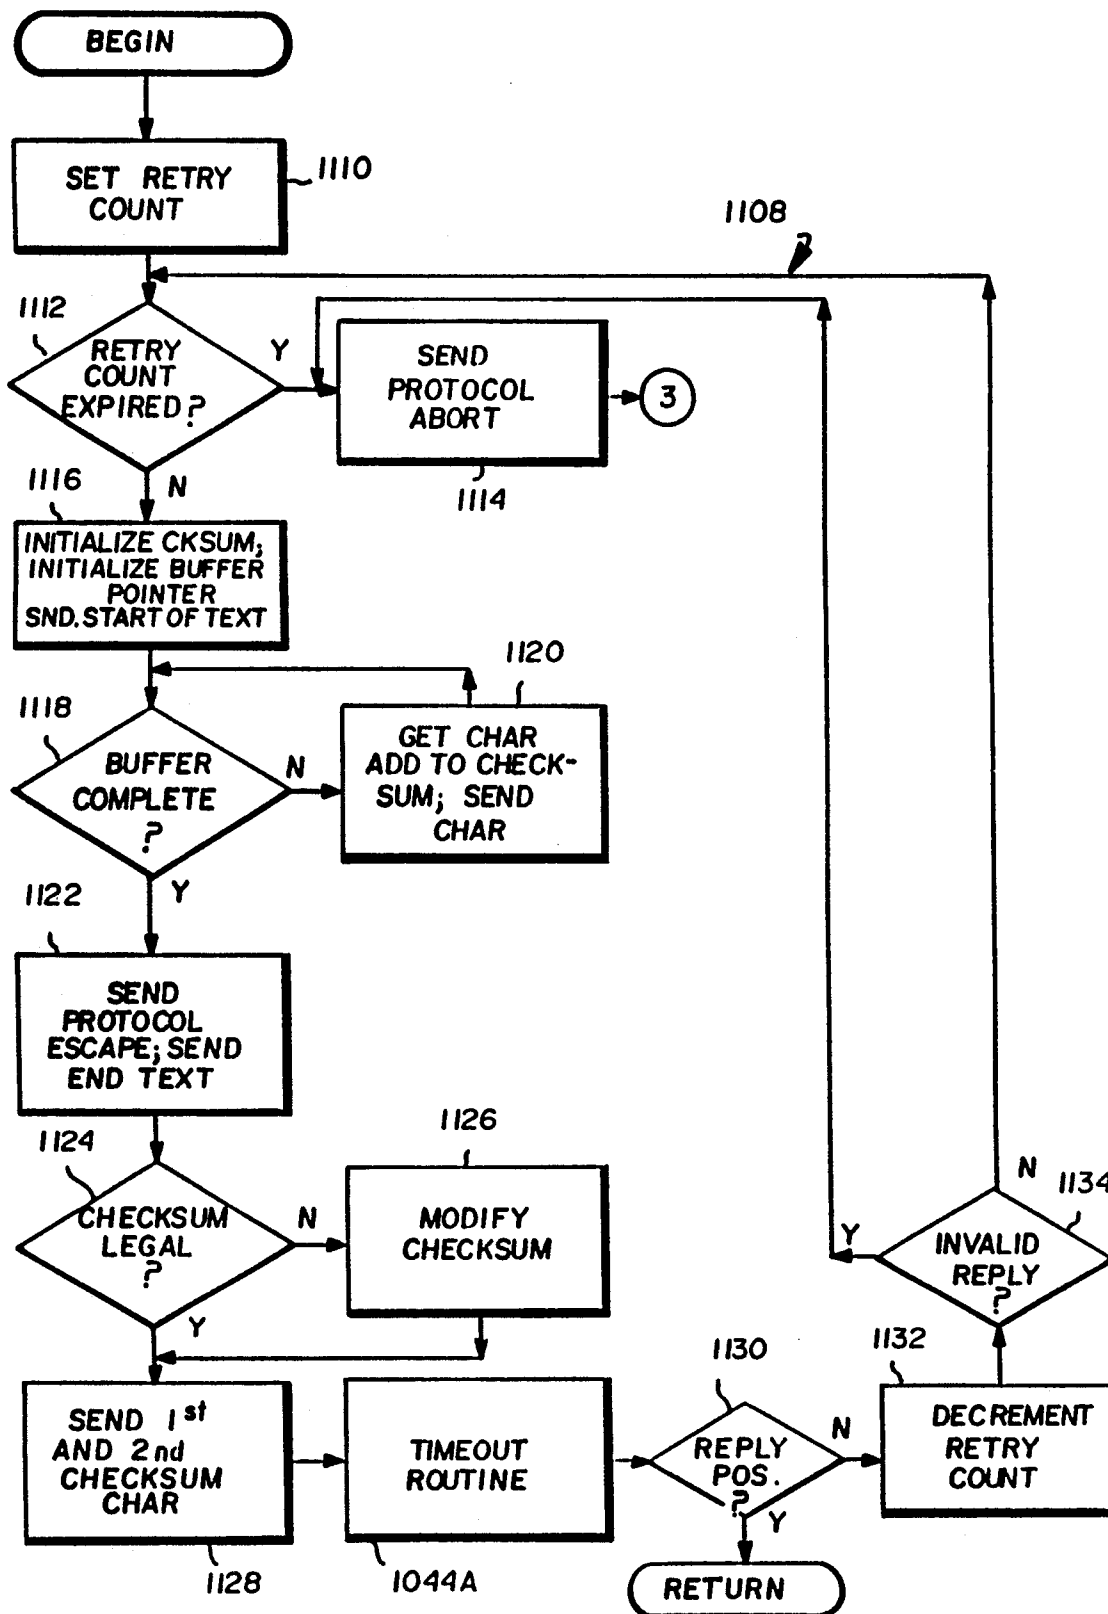 BEGIN
SET RETRY
COUNT
1110
1108
1112
RETRY
COUNT
EXPIRED?
Y
SEND
PROTOCOL
ABORT
3
1114
N
1116
INITIALIZE CKSUM;
INITIALIZE BUFFER
POINTER
SND. START OF TEXT
1118
BUFFER
COMPLETE
?
N
1120
GET CHAR
ADD TO CHECK-
SUM; SEND
CHAR
Y
1122
SEND
PROTOCOL
ESCAPE; SEND
END TEXT
1124
CHECKSUM
LEGAL
?
N
1126
MODIFY
CHECKSUM
Y
SEND 1st
AND 2nd
CHECKSUM
CHAR
1128
TIMEOUT
ROUTINE
1044A
1130
REPLY
POS.
?
N
Y
RETURN
1132
DECREMENT
RETRY
COUNT
1134
INVALID
REPLY
?
Y
N